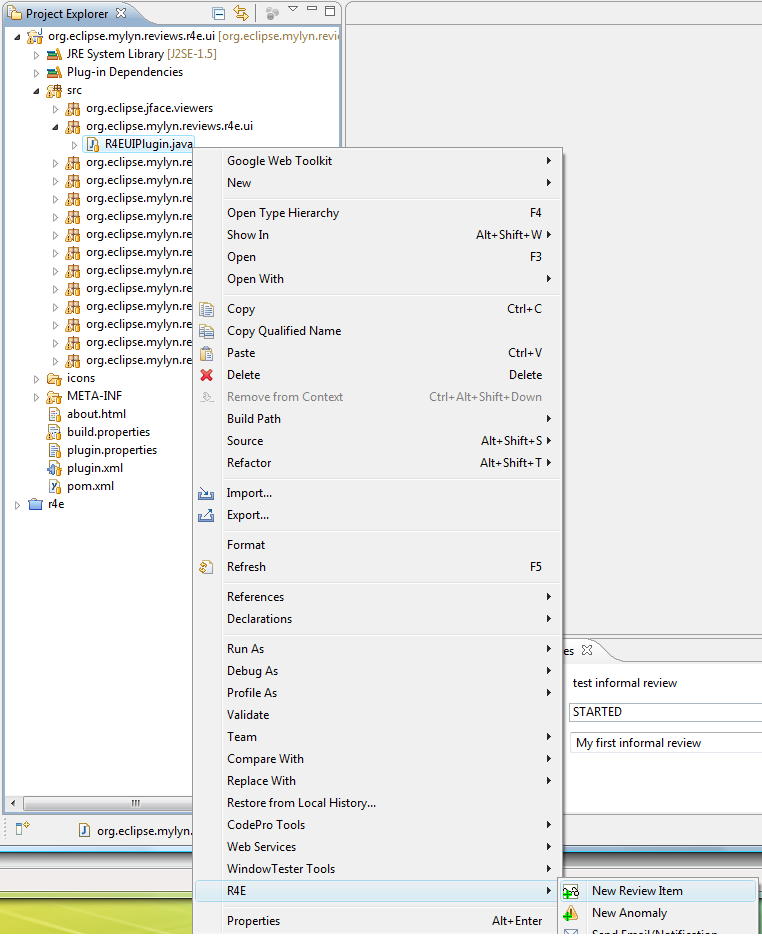 Project Explorer
org.eclipse.mylyn.reviews.r4e.ui [org.eclipse.mylyn.revi
JRE System Library [J2SE-1.5]
Plug-in Dependencies
src
org.eclipse.jface.viewers
org.eclipse.mylyn.reviews.r4e.ui
R4EUIPlugin.java
org.eclipse.mylyn.re
org.eclipse.mylyn.re
org.eclipse.mylyn.re
org.eclipse.mylyn.re
org.eclipse.mylyn.re
org.eclipse.mylyn.re
org.eclipse.mylyn.re
org.eclipse.mylyn.re
org.eclipse.mylyn.re
org.eclipse.mylyn.re
org.eclipse.mylyn.re
org.eclipse.mylyn.re
icons
META-INF
about.html
build.properties
plugin.properties
plugin.xml
pom.xml
r4e
org.eclipse.mylyn.
Google Web Toolkit
New
Open Type Hierarchy F4
Show In Alt+Shift+W
Open F3
Open With
Copy Ctrl+C
Copy Qualified Name
Paste Ctrl+V
Delete Delete
Remove from Context Ctrl+Alt+Shift+Down
Build Path
Source Alt+Shift+S
Refactor Alt+Shift+T
Import...
Export...
Format
Refresh F5
References
Declarations
Run As
Debug As
Profile As
Validate
Team
Compare With
Replace With
Restore from Local History...
CodePro Tools
Web Services
WindowTester Tools
R4E
Properties Alt+Enter
es
test informal review
STARTED
My first informal review
New Review Item
New Anomaly
Send Email/Notification